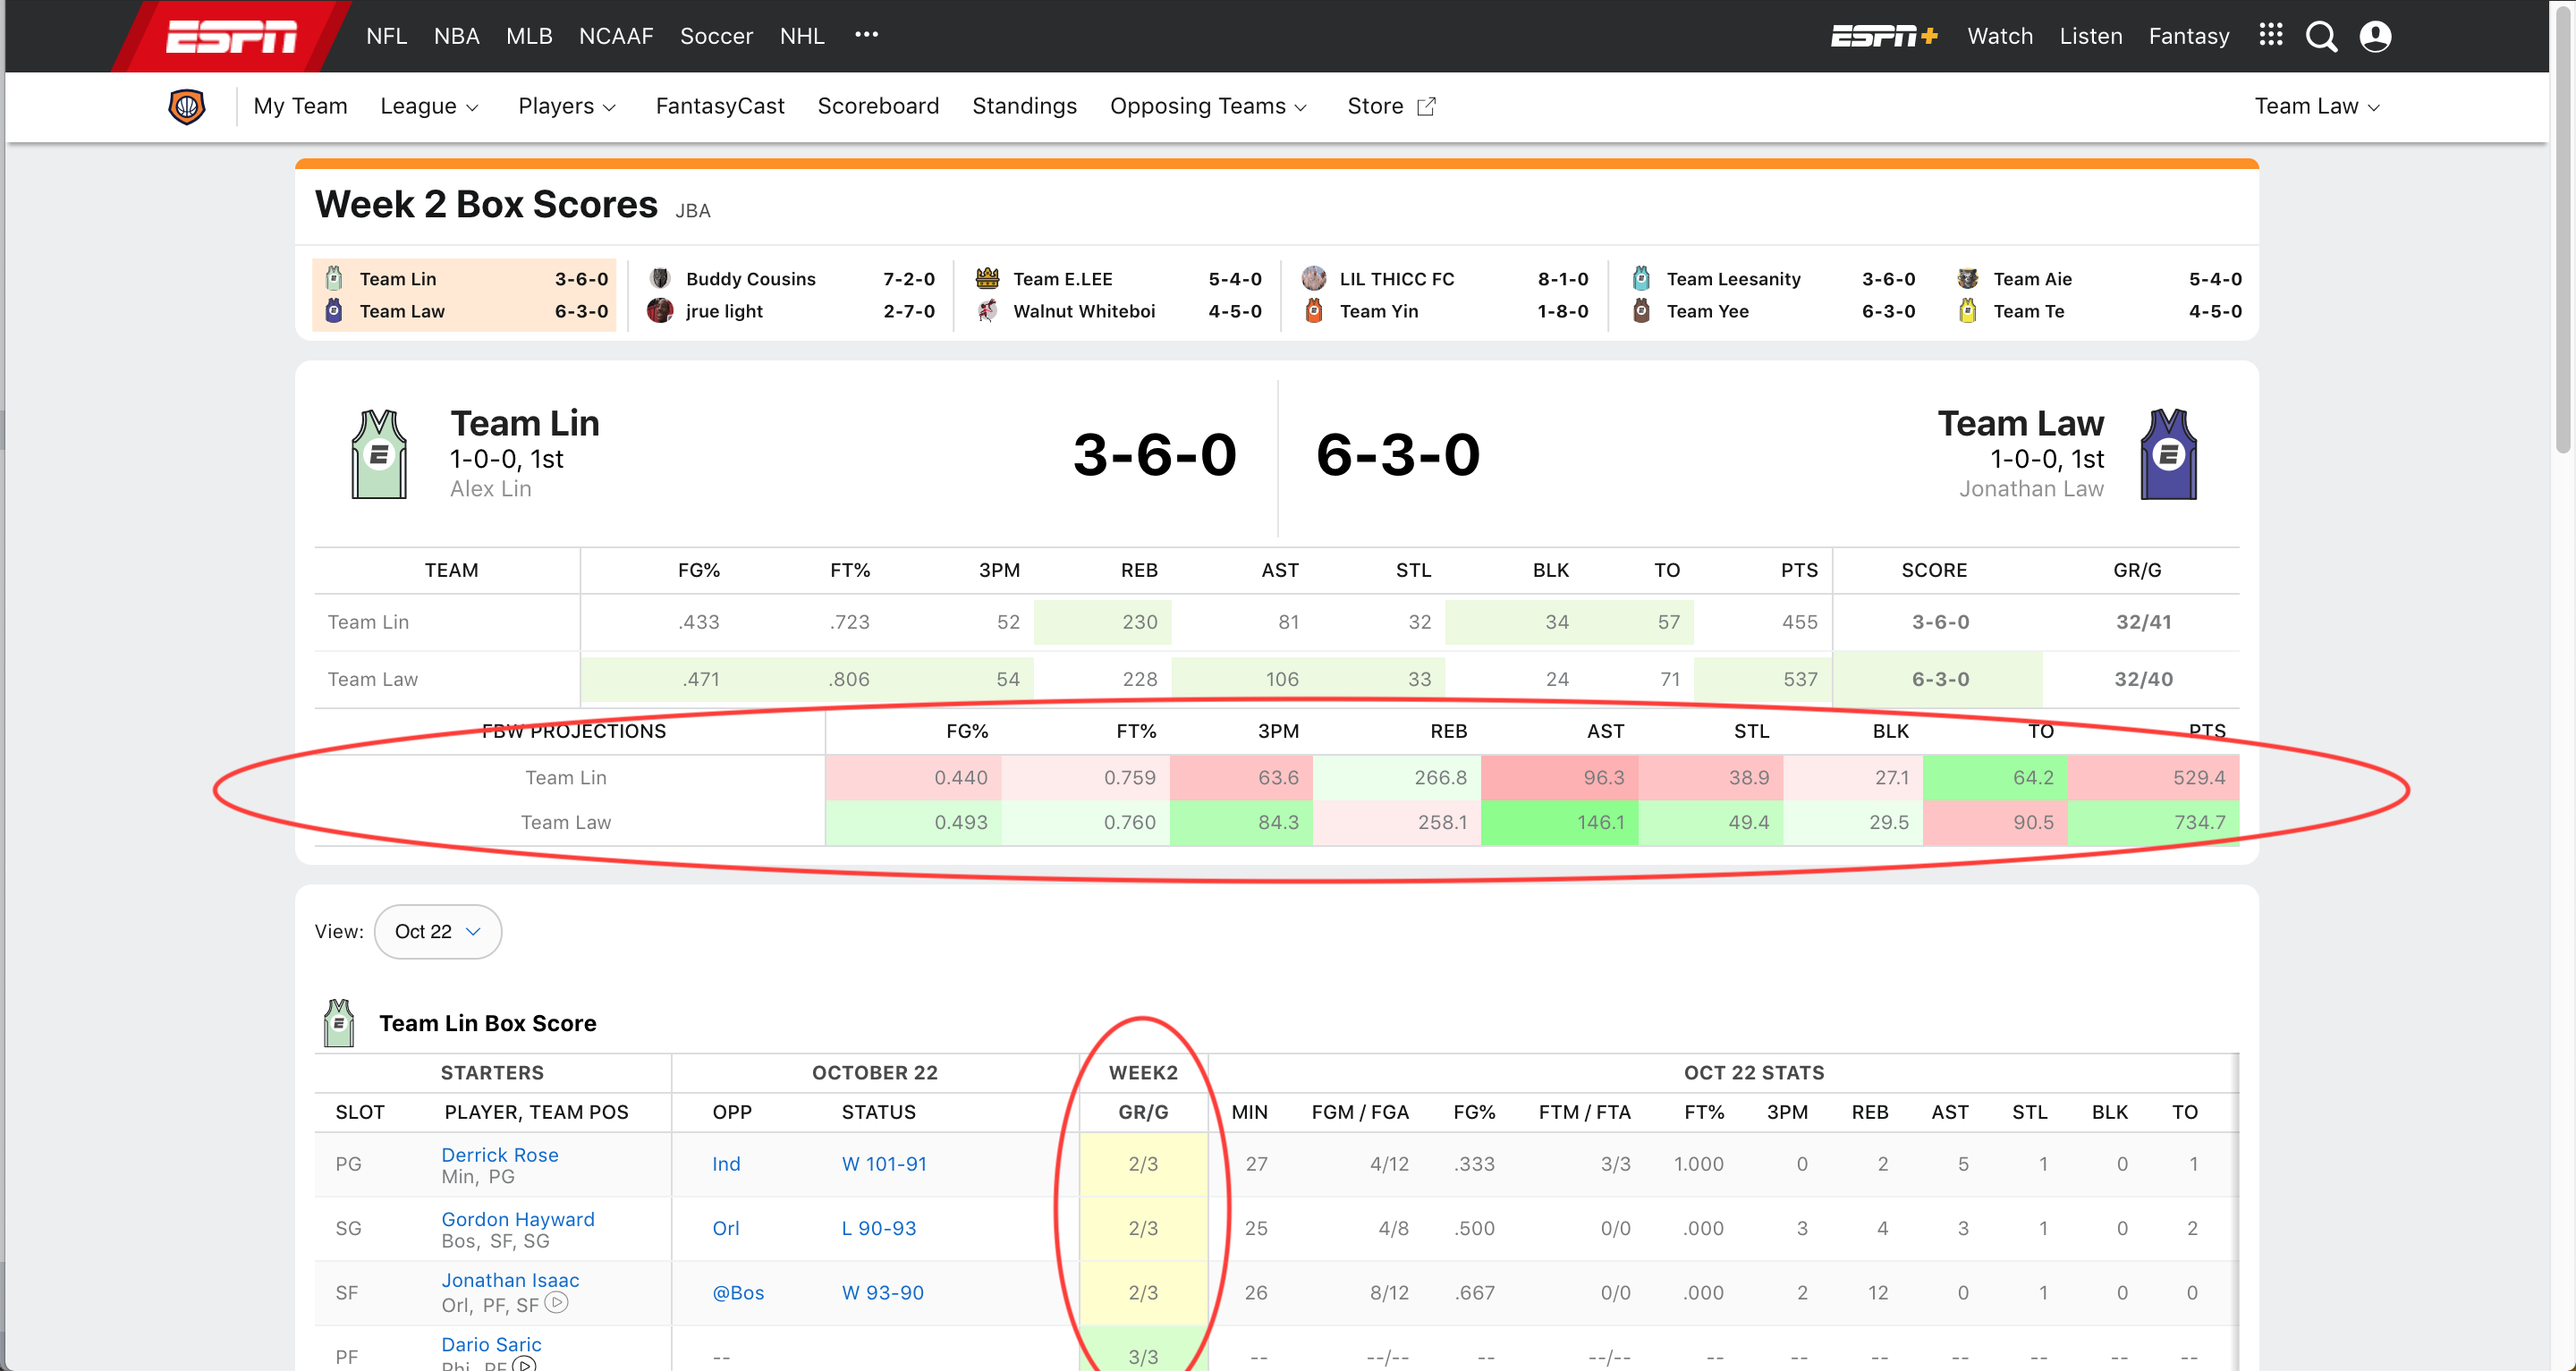 ESPN NFL NBA MLB NCAAF Soccer NHL ••• ESPN+ Watch Listen Fantasy
My Team League Players FantasyCast Scoreboard Standings Opposing Teams Store Team Law
Week 2 Box Scores JBA
Team Lin 3-6-0 Buddy Cousins 7-2-0 Team E.LEE 5-4-0 LIL THICC FC 8-1-0 Team Leesanity 3-6-0 Team Aie 5-4-0
Team Law 6-3-0 jrue light 2-7-0 Walnut Whiteboi 4-5-0 Team Yin 1-8-0 Team Yee 6-3-0 Team Te 4-5-0
Team Lin 3-6-0 6-3-0 Team Law
1-0-0, 1st 1-0-0, 1st
Alex Lin Jonathan Law
TEAM FG% FT% 3PM REB AST STL BLK TO PTS SCORE GR/G
Team Lin .433 .723 52 230 81 32 34 57 455 3-6-0 32/41
Team Law .471 .806 54 228 106 33 24 71 537 6-3-0 32/40
FBW PROJECTIONS FG% FT% 3PM REB AST STL BLK TO PTS
Team Lin 0.440 0.759 63.6 266.8 96.3 38.9 27.1 64.2 529.4
Team Law 0.493 0.760 84.3 258.1 146.1 49.4 29.5 90.5 734.7
View: Oct 22
Team Lin Box Score
STARTERS OCTOBER 22 WEEK2 OCT 22 STATS
SLOT PLAYER, TEAM POS OPP STATUS GR/G MIN FGM / FGA FG% FTM / FTA FT% 3PM REB AST STL BLK TO
PG Derrick Rose Ind W 101-91 2/3 27 4/12 .333 3/3 1.000 0 2 5 1 0 1
Min, PG
SG Gordon Hayward Orl L 90-93 2/3 25 4/8 .500 0/0 .000 3 4 3 1 0 2
Bos, SF, SG
SF Jonathan Isaac @Bos W 93-90 2/3 26 8/12 .667 0/0 .000 2 12 0 1 0 0
Orl, PF, SF
PF Dario Saric -- 3/3 -- --/-- -- --/-- -- -- -- -- -- -- --
Phi, PF